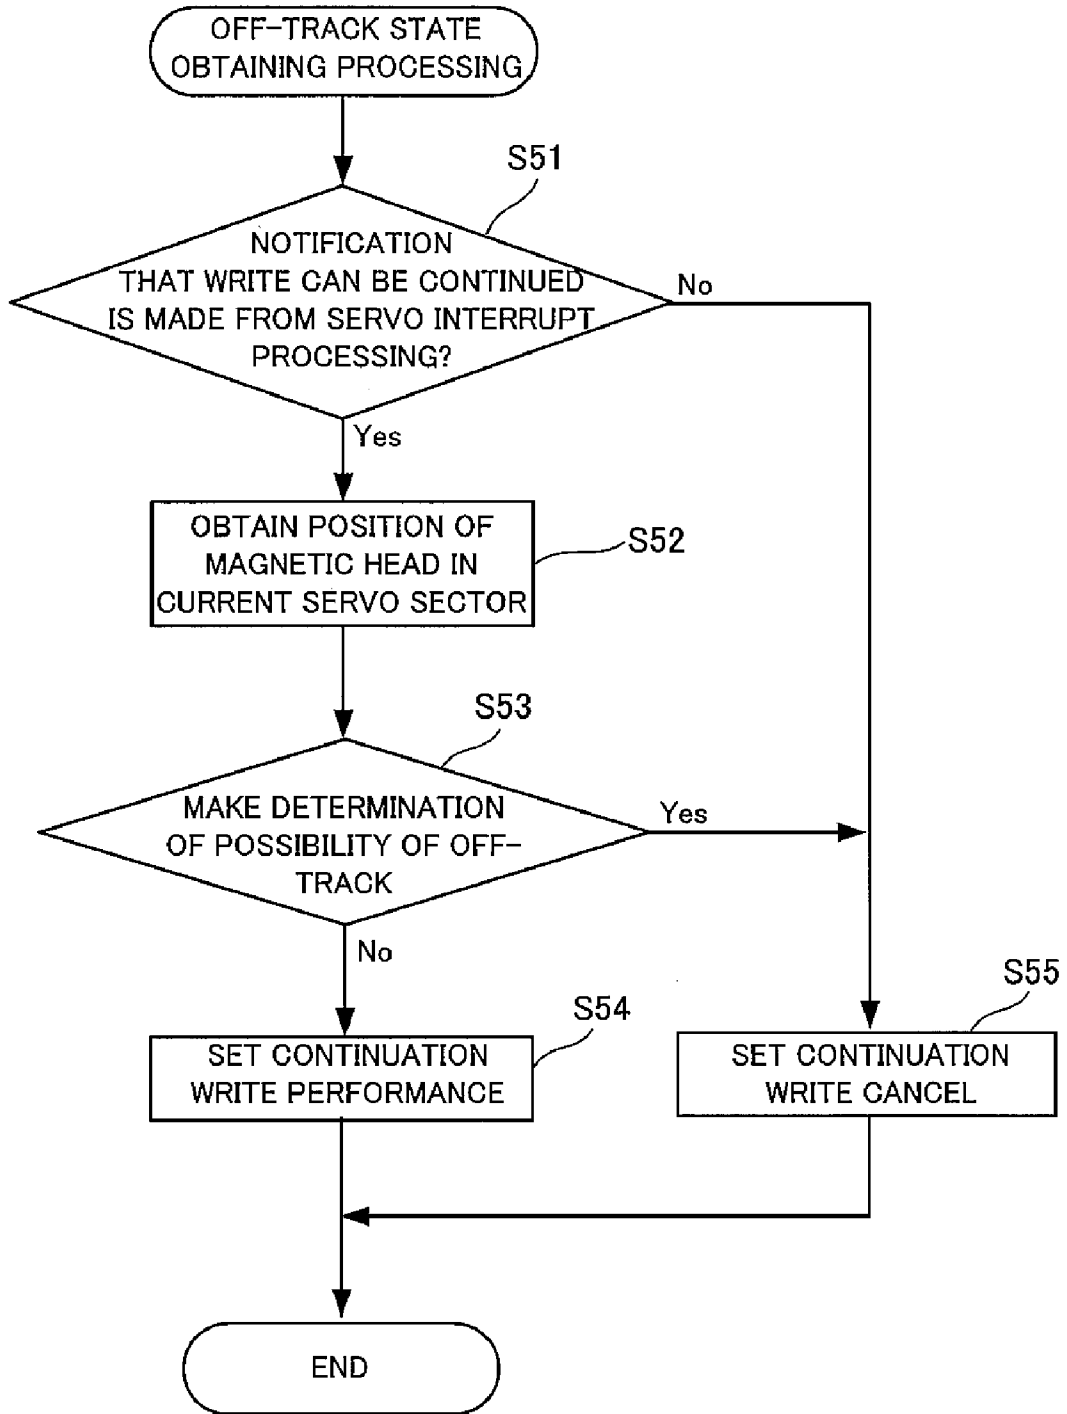 OFF-TRACK STATE
OBTAINING PROCESSING
S51
NOTIFICATION
THAT WRITE CAN BE CONTINUED
IS MADE FROM SERVO INTERRUPT
PROCESSING?
No
Yes
OBTAIN POSITION OF
MAGNETIC HEAD IN
CURRENT SERVO SECTOR
S52
S53
MAKE DETERMINATION
OF POSSIBILITY OF OFF-
TRACK
Yes
No
S54
SET CONTINUATION
WRITE PERFORMANCE
S55
SET CONTINUATION
WRITE CANCEL
END